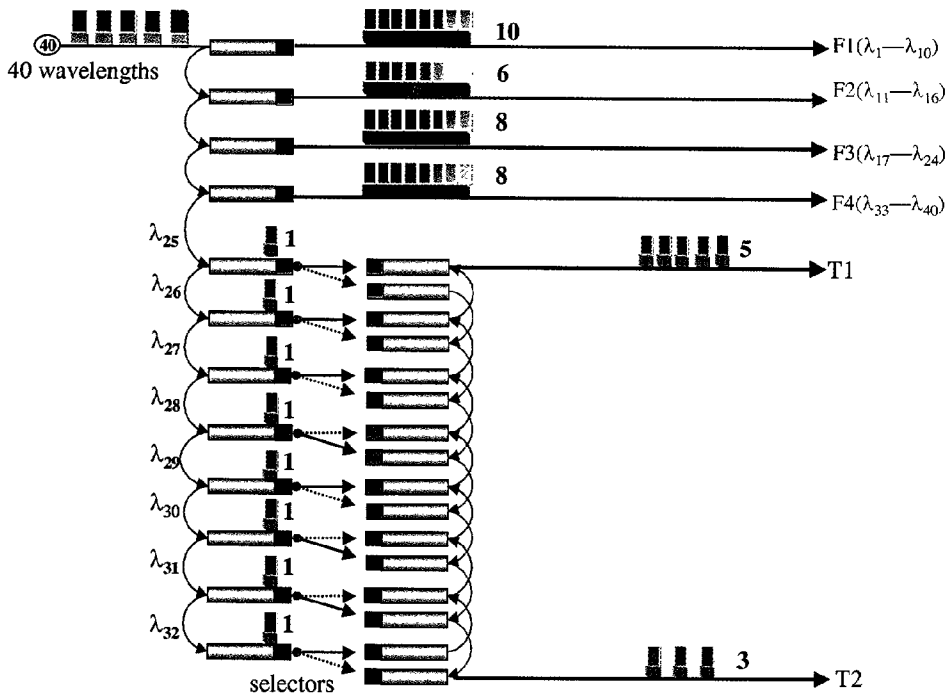 40
40 wavelengths
10
F1(λ₁—λ₁₀)
6
F2(λ₁₁—λ₁₆)
8
F3(λ₁₇—λ₂₄)
8
F4(λ₃₃—λ₄₀)
λ₂₅
1
5
T1
λ₂₆
1
λ₂₇
1
λ₂₈
1
λ₂₉
1
λ₃₀
1
λ₃₁
1
λ₃₂
1
selectors
3
T2